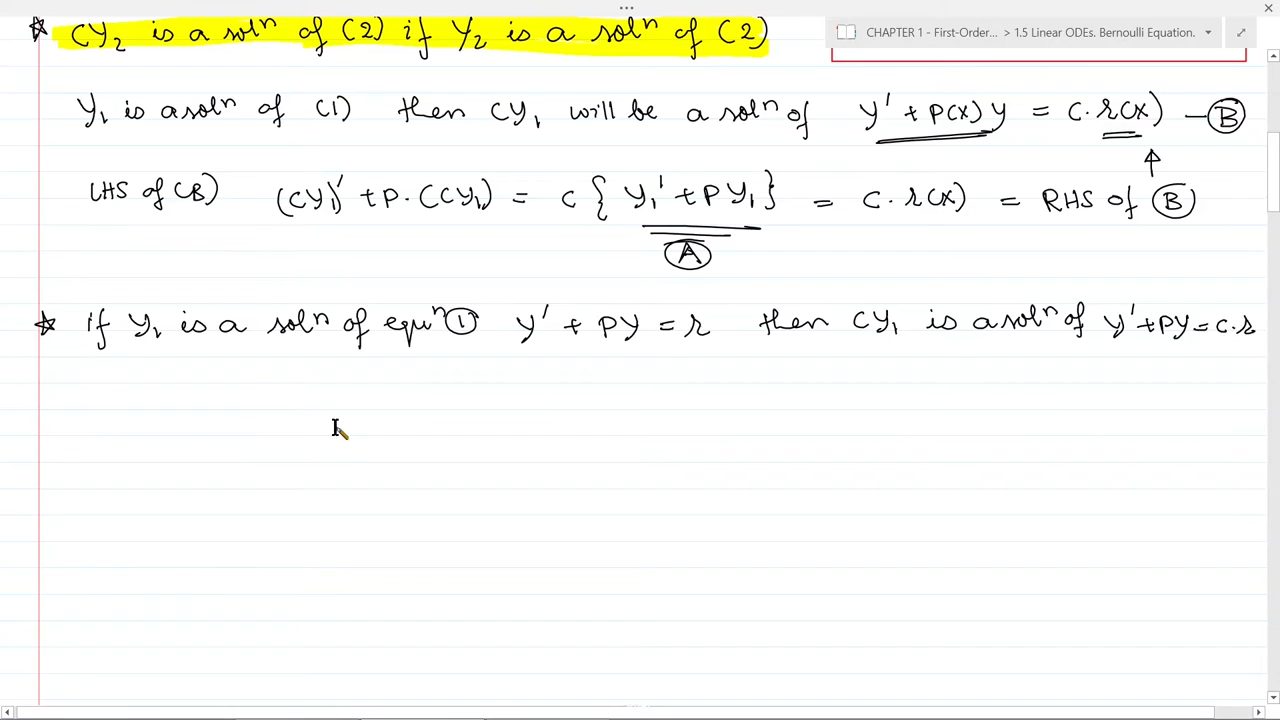 ...
CHAPTER 1 - First-Order... > 1.5 Linear ODEs. Bernoulli Equation.
☆ CY₂ is a solⁿ of (2) if Y₂ is a solⁿ of (2)
Y₁ is a solⁿ of (1) then CY₁ will be a solⁿ of y' + P(x) y = C·r(x) — Ⓑ
LHS of (B) (CY₁)' + P·(CY₁) = C { Y₁' + P Y₁ } = C·r(x) = RHS of Ⓑ
Ⓐ
☆ if Y₁ is a solⁿ of equⁿ ① y' + Py = r then CY₁ is a solⁿ of y'+Py=C·r